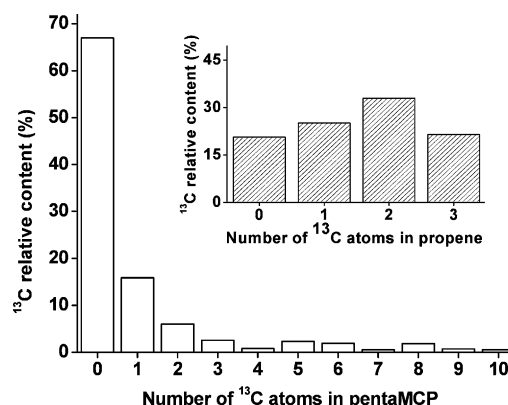 70
60
50
40
30
20
10
0
¹³C relative content (%)
0 1 2 3 4 5 6 7 8 9 10
Number of ¹³C atoms in pentaMCP
45
30
15
0
¹³C relative content (%)
0 1 2 3
Number of ¹³C atoms in propene